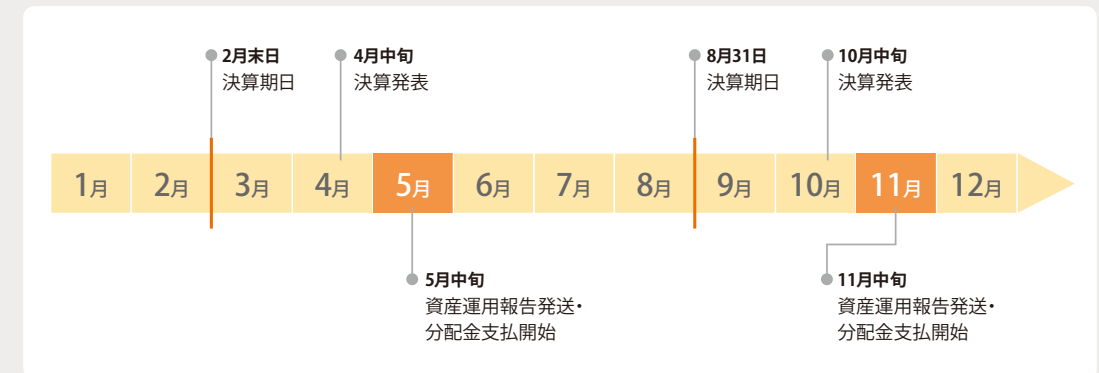 2月末日
決算期日
4月中旬
決算発表
8月31日
決算期日
10月中旬
決算発表
1月 2月 3月 4月 5月 6月 7月 8月 9月 10月 11月 12月
5月中旬
資産運用報告発送・
分配金支払開始
11月中旬
資産運用報告発送・
分配金支払開始